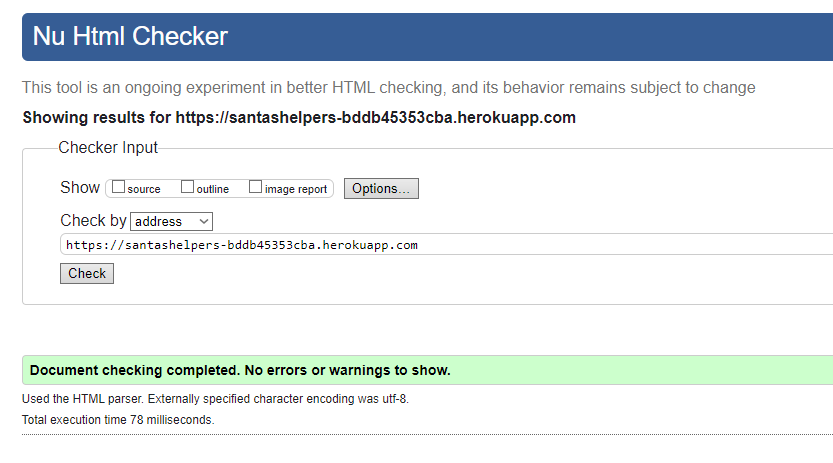 Nu Html Checker
This tool is an ongoing experiment in better HTML checking, and its behavior remains subject to change
Showing results for https://santashelpers-bddb45353cba.herokuapp.com
Checker Input
Show source outline image report Options...
Check by address
https://santashelpers-bddb45353cba.herokuapp.com
Check
Document checking completed. No errors or warnings to show.
Used the HTML parser. Externally specified character encoding was utf-8.
Total execution time 78 milliseconds.